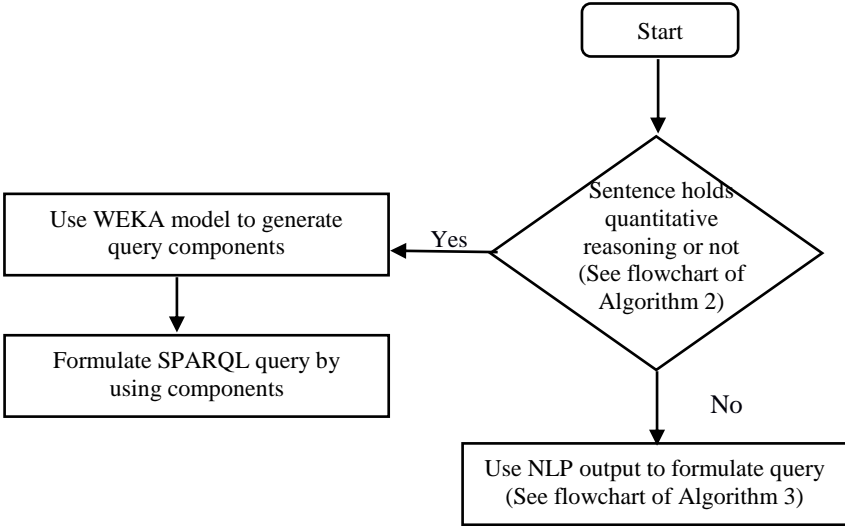 Start
Sentence holds
quantitative
reasoning or not
(See flowchart of
Algorithm 2)
Yes
Use WEKA model to generate
query components
Formulate SPARQL query by
using components
No
Use NLP output to formulate query
(See flowchart of Algorithm 3)